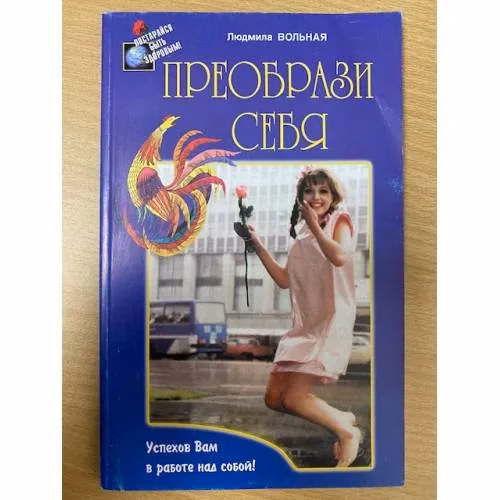 ПОСТАРАЙСЯ
БЫТЬ
ЗДОРОВЫМ!
Людмила ВОЛЬНАЯ
ПРЕОБРАЗИ
СЕБЯ
Успехов Вам
в работе над собой!